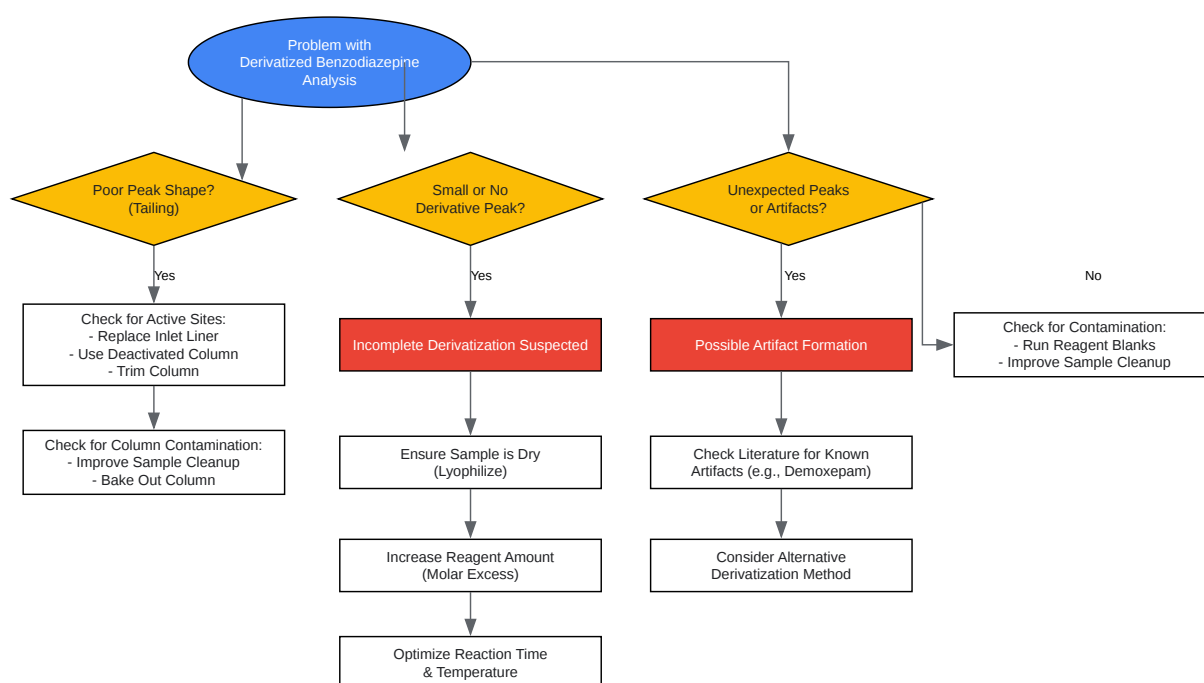 Problem with
Derivatized Benzodiazepine
Analysis
Poor Peak Shape?
(Tailing)
Small or No
Derivative Peak?
Unexpected Peaks
or Artifacts?
Yes
Yes
Yes
No
Check for Active Sites:
- Replace Inlet Liner
- Use Deactivated Column
- Trim Column
Incomplete Derivatization Suspected
Possible Artifact Formation
Check for Contamination:
- Run Reagent Blanks
- Improve Sample Cleanup
Check for Column Contamination:
- Improve Sample Cleanup
- Bake Out Column
Ensure Sample is Dry
(Lyophilize)
Check Literature for Known
Artifacts (e.g., Demoxepam)
Increase Reagent Amount
(Molar Excess)
Consider Alternative
Derivatization Method
Optimize Reaction Time
& Temperature